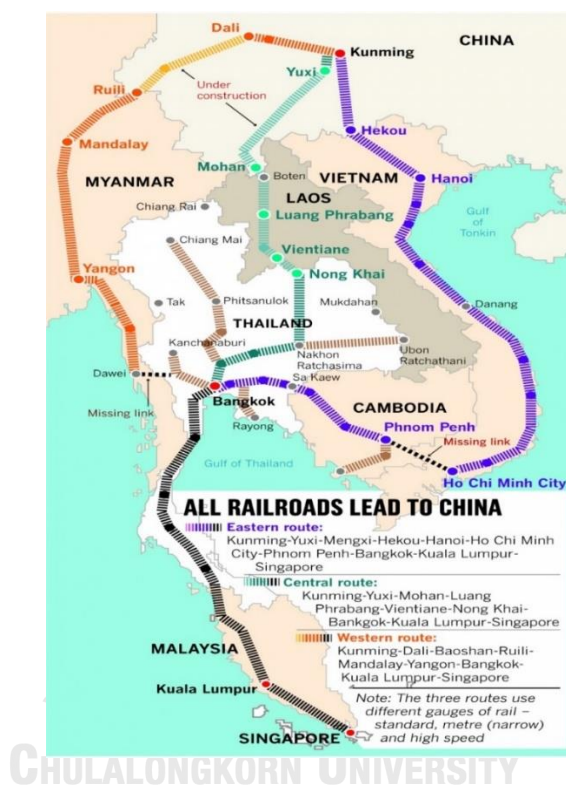 Dali
Kunming
CHINA
Yuxi
Under
construction
Ruili
Hekou
Mandalay
Mohan
VIETNAM
Hanoi
Boten
MYANMAR
LAOS
Chiang Rai
Luang Phrabang
Gulf
of
Tonkin
Chiang Mai
Vientiane
Yangon
Nong Khai
Tak
Phitsanulok
Mukdahan
Danang
THAILAND
Kanchanaburi
Nakhon
Ratchasima
Ubon
Ratchathani
Dawei
Sa Kaew
Bangkok
CAMBODIA
Missing link
Rayong
Phnom Penh
Missing link
Gulf of Thailand
Ho Chi Minh City
ALL RAILROADS LEAD TO CHINA
Eastern route:
Kunming-Yuxi-Mengxi-Hekou-Hanoi-Ho Chi Minh
City-Phnom Penh-Bangkok-Kuala Lumpur-
Singapore
Central route:
Kunming-Yuxi-Mohan-Luang
Phrabang-Vientiane-Nong Khai-
Bankgok-Kuala Lumpur-Singapore
Western route:
Kunming-Dali-Baoshan-Ruili-
Mandalay-Yangon-Bangkok-
Kuala Lumpur-Singapore
MALAYSIA
Kuala Lumpur
Note: The three routes use
different gauges of rail –
standard, metre (narrow)
and high speed
SINGAPORE
CHULALONGKORN UNIVERSITY